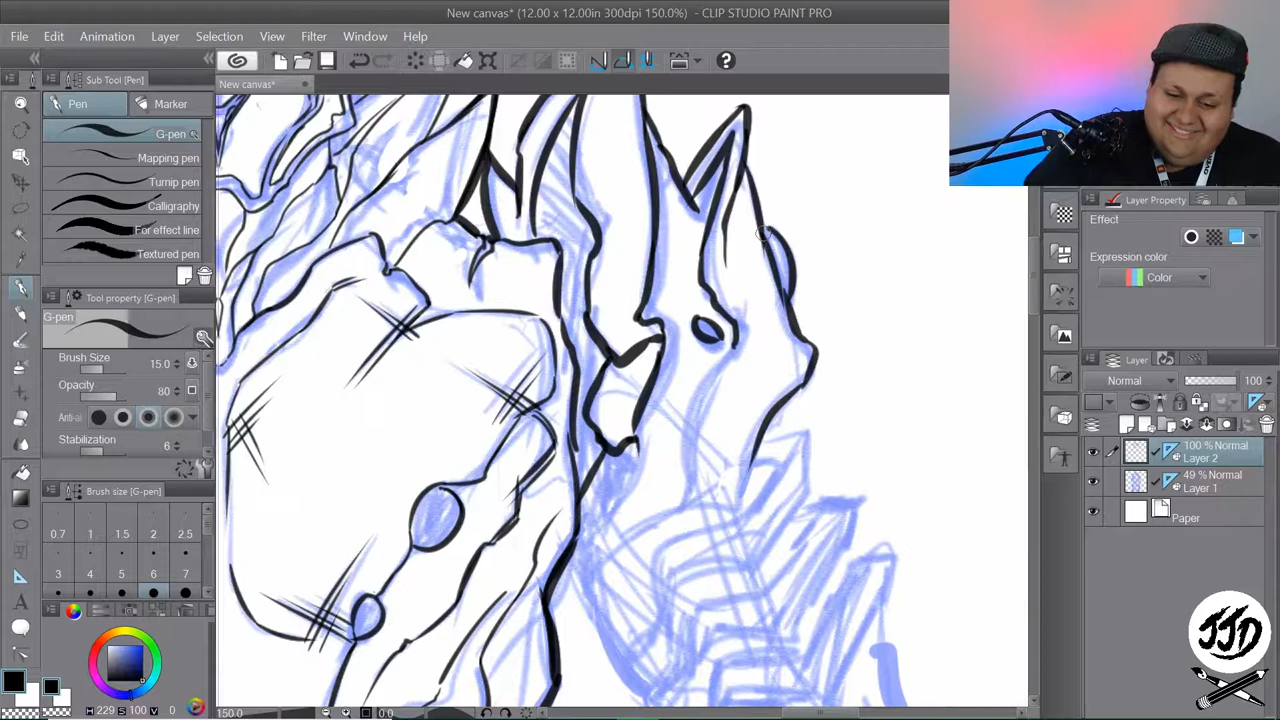 New canvas* (12.00 x 12.00in 300dpi 150.0%) - CLIP STUDIO PAINT PRO
File Edit Animation Layer Selection View Filter Window Help
Sub Tool [Pen]
New canvas*
Pen Marker
G-pen
Mapping pen
Turnip pen
Calligraphy
For effect line
Textured pen
Tool property [G-pen]
G-pen
Brush Size 15.0
Opacity 80
Anti-al
Stabilization 6
Brush size [G-pen]
0.7 1 1.5 2 2.5
3 4 5 6 7
H 229 S 100 V 0
150.0 0.0
Layer Property
Effect
Expression color
Color
Layer
Normal 100
100 % Normal
Layer 2
49 % Normal
Layer 1
Paper
JJD